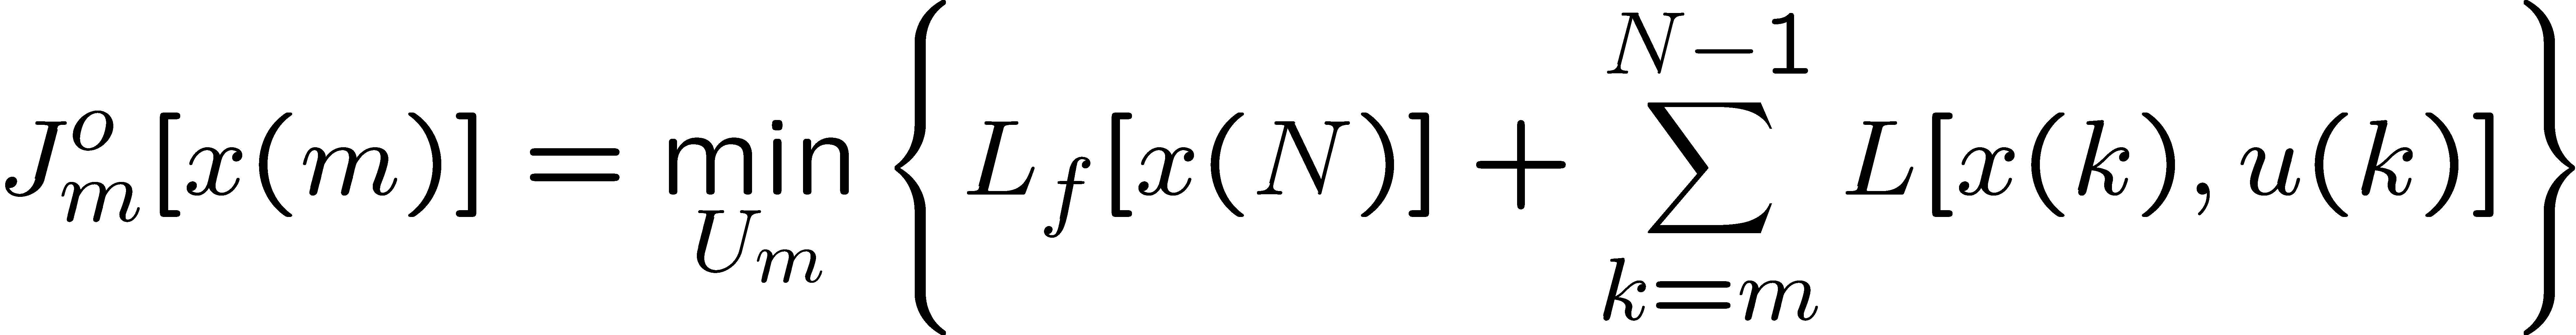 $J_m^o[x(m)] = \min_{U_m} \left\{ L_f[x(N)] + \sum_{k=m}^{N-1} L[x(k), u(k)] \right\}$